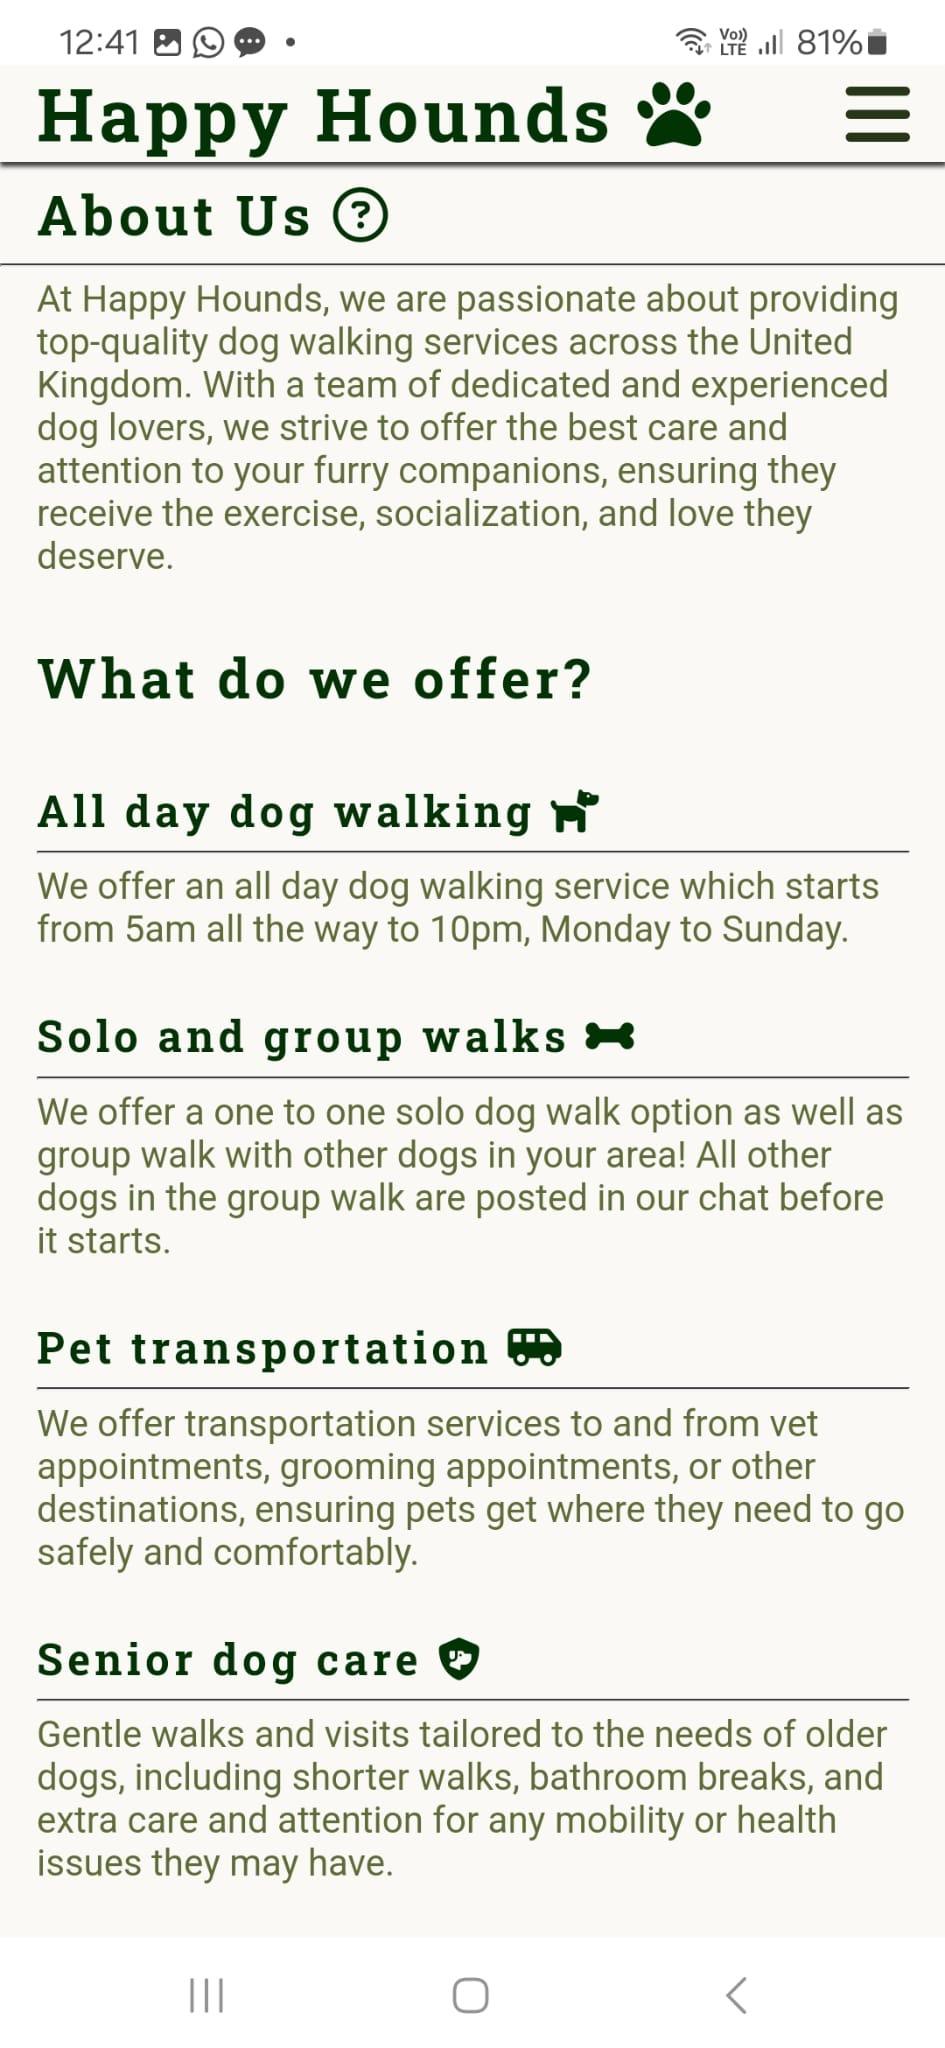 12:41
Vo))
LTE
81%
Happy Hounds
About Us ?
At Happy Hounds, we are passionate about providing
top-quality dog walking services across the United
Kingdom. With a team of dedicated and experienced
dog lovers, we strive to offer the best care and
attention to your furry companions, ensuring they
receive the exercise, socialization, and love they
deserve.
What do we offer?
All day dog walking
We offer an all day dog walking service which starts
from 5am all the way to 10pm, Monday to Sunday.
Solo and group walks
We offer a one to one solo dog walk option as well as
group walk with other dogs in your area! All other
dogs in the group walk are posted in our chat before
it starts.
Pet transportation
We offer transportation services to and from vet
appointments, grooming appointments, or other
destinations, ensuring pets get where they need to go
safely and comfortably.
Senior dog care
Gentle walks and visits tailored to the needs of older
dogs, including shorter walks, bathroom breaks, and
extra care and attention for any mobility or health
issues they may have.